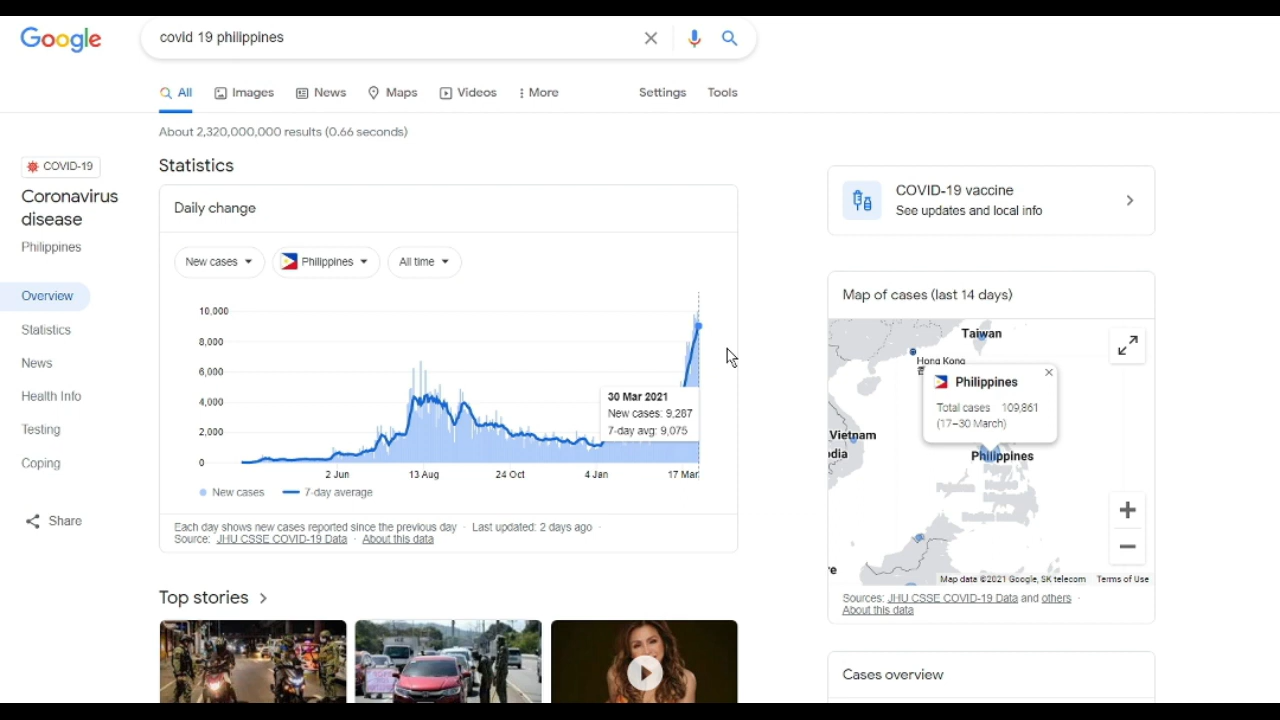 Google
covid 19 philippines
All
Images
News
Maps
Videos
More
Settings
Tools
About 2,320,000,000 results (0.66 seconds)
COVID-19
Coronavirus
disease
Philippines
Overview
Statistics
News
Health Info
Testing
Coping
Share
Statistics
Daily change
New cases
Philippines
All time
10,000
8,000
6,000
4,000
2,000
0
30 Mar 2021
New cases: 9,287
7-day avg: 9,075
2 Jun
13 Aug
24 Oct
4 Jan
17 Mar
New cases
7-day average
Each day shows new cases reported since the previous day · Last updated: 2 days ago ·
Source: JHU CSSE COVID-19 Data · About this data
Top stories
COVID-19 vaccine
See updates and local info
Map of cases (last 14 days)
Taiwan
Hong Kong
Philippines
Total cases 109,861
(17–30 March)
Vietnam
dia
Philippines
re
Map data ©2021 Google, SK telecom
Terms of Use
Sources: JHU CSSE COVID-19 Data and others ·
About this data
Cases overview